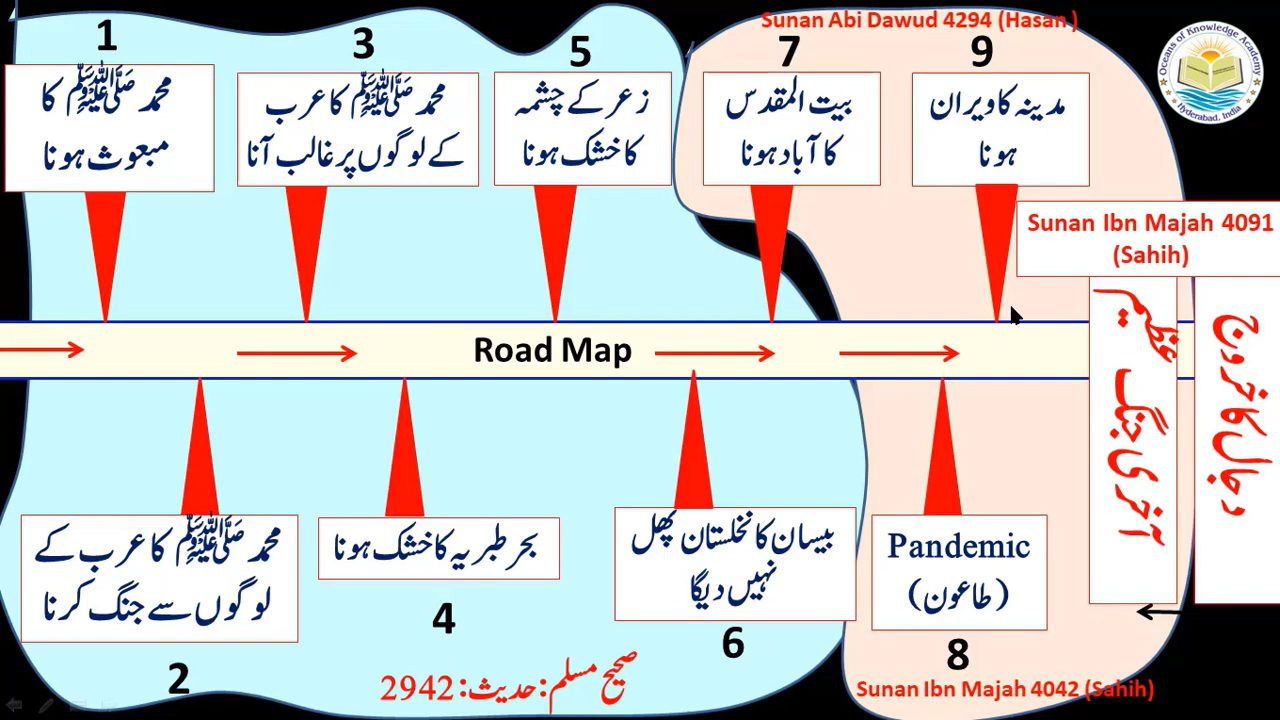 Sunan Abi Dawud 4294 (Hasan )
1
محمد ﷺ کا
مبعوث ہونا
3
محمد ﷺ کا عرب
کے لوگوں پر غالب آنا
5
زعر کے چشمہ
کا خشک ہونا
7
بیت المقدس
کا آباد ہونا
9
مدینہ کا ویران
ہونا
Oceans of Knowledge Academy
Hyderabad, India
Sunan Ibn Majah 4091
(Sahih)
Road Map
آخری جنگ عظیم
دجال کا خروج
محمد ﷺ کا عرب کے
لوگوں سے جنگ کرنا
2
بحر طبریہ کا خشک ہونا
4
بیسان کا نخلستان پھل
نہیں دیگا
6
Pandemic
(طاعون)
8
صحیح مسلم: حدیث: 2942
Sunan Ibn Majah 4042 (Sahih)